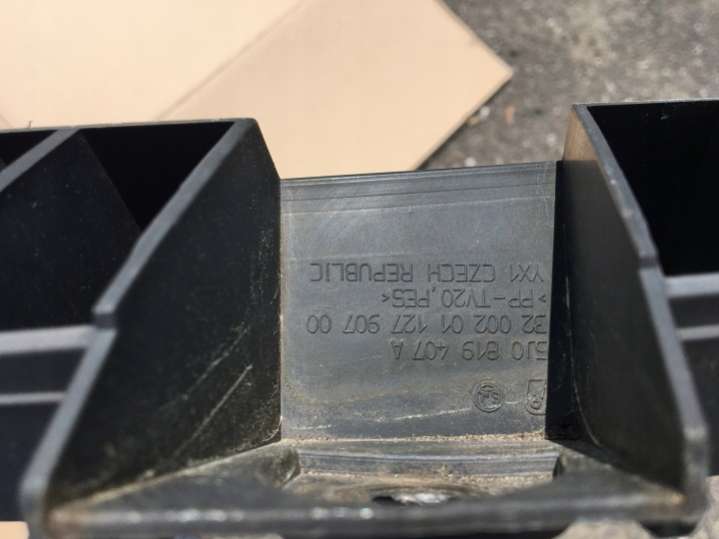 5J0 819 407 A
32 002 01 127 907 00
>PP-TV20,PES<
YX1 CZECH REPUBLIC